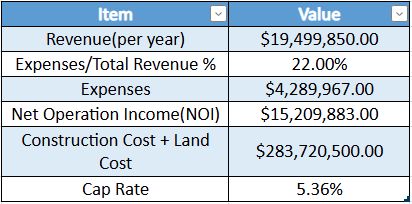 Item Value
Revenue(per year) $19,499,850.00
Expenses/Total Revenue % 22.00%
Expenses $4,289,967.00
Net Operation Income(NOI) $15,209,883.00
Construction Cost + Land
Cost $283,720,500.00
Cap Rate 5.36%